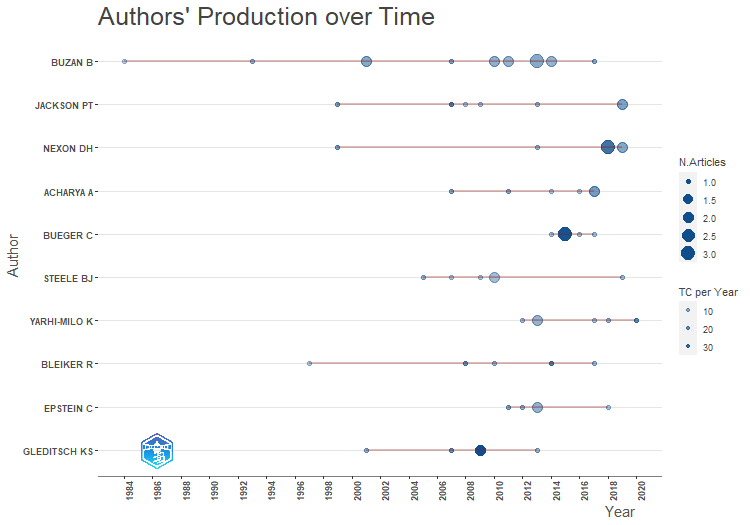 Authors' Production over Time
BUZAN B
JACKSON PT
NEXON DH
ACHARYA A
BUEGER C
STEELE BJ
YARHI-MILO K
BLEIKER R
EPSTEIN C
GLEDITSCH KS
Author
1984
1986
1988
1990
1992
1994
1996
1998
2000
2002
2004
2005
2007
2008
2010
2012
2014
2016
2018
2020
Year
N.Articles
1.0
1.5
2.0
2.5
3.0
TC per Year
10
20
30